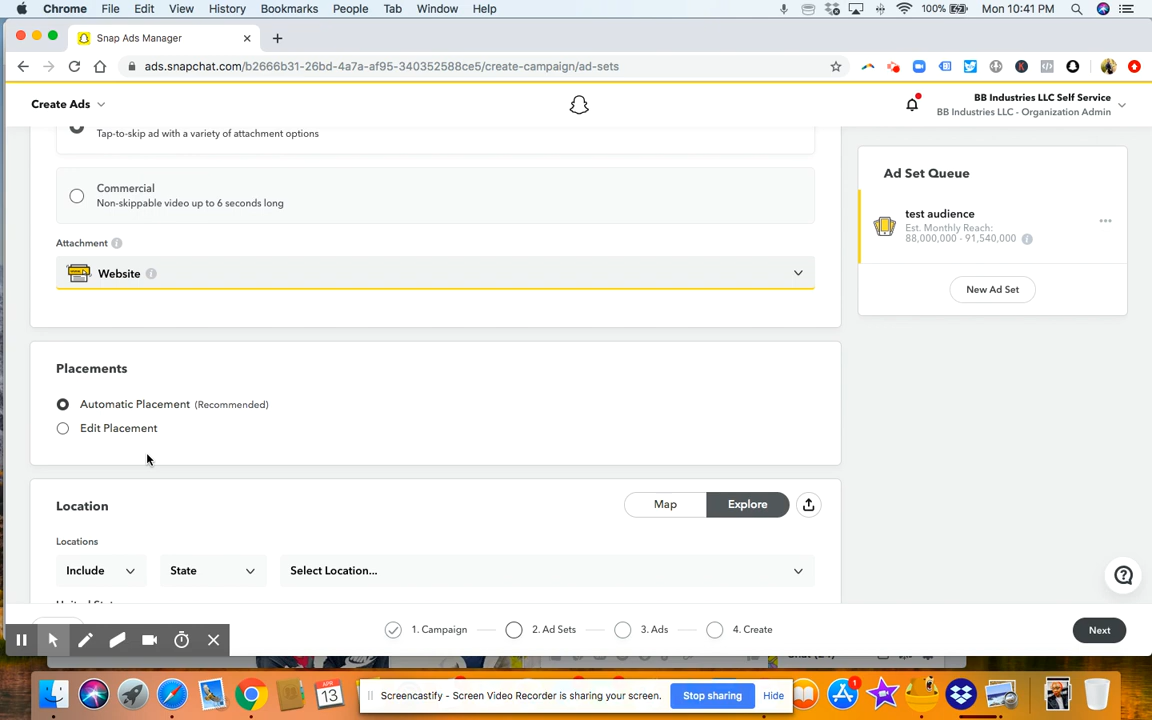 Chrome File Edit View History Bookmarks People Tab Window Help 100% Mon 10:41 PM
Snap Ads Manager
ads.snapchat.com/b2666b31-26bd-4a7a-af95-340352588ce5/create-campaign/ad-sets
Create Ads
BB Industries LLC Self Service
BB Industries LLC - Organization Admin
Tap-to-skip ad with a variety of attachment options
Commercial
Non-skippable video up to 6 seconds long
Attachment
Website
Ad Set Queue
test audience
Est. Monthly Reach:
88,000,000 - 91,540,000
New Ad Set
Placements
Automatic Placement (Recommended)
Edit Placement
Location
Map Explore
Locations
Include State Select Location...
1. Campaign 2. Ad Sets 3. Ads 4. Create
Next
APR
13
1
Screencastify - Screen Video Recorder is sharing your screen. Stop sharing Hide